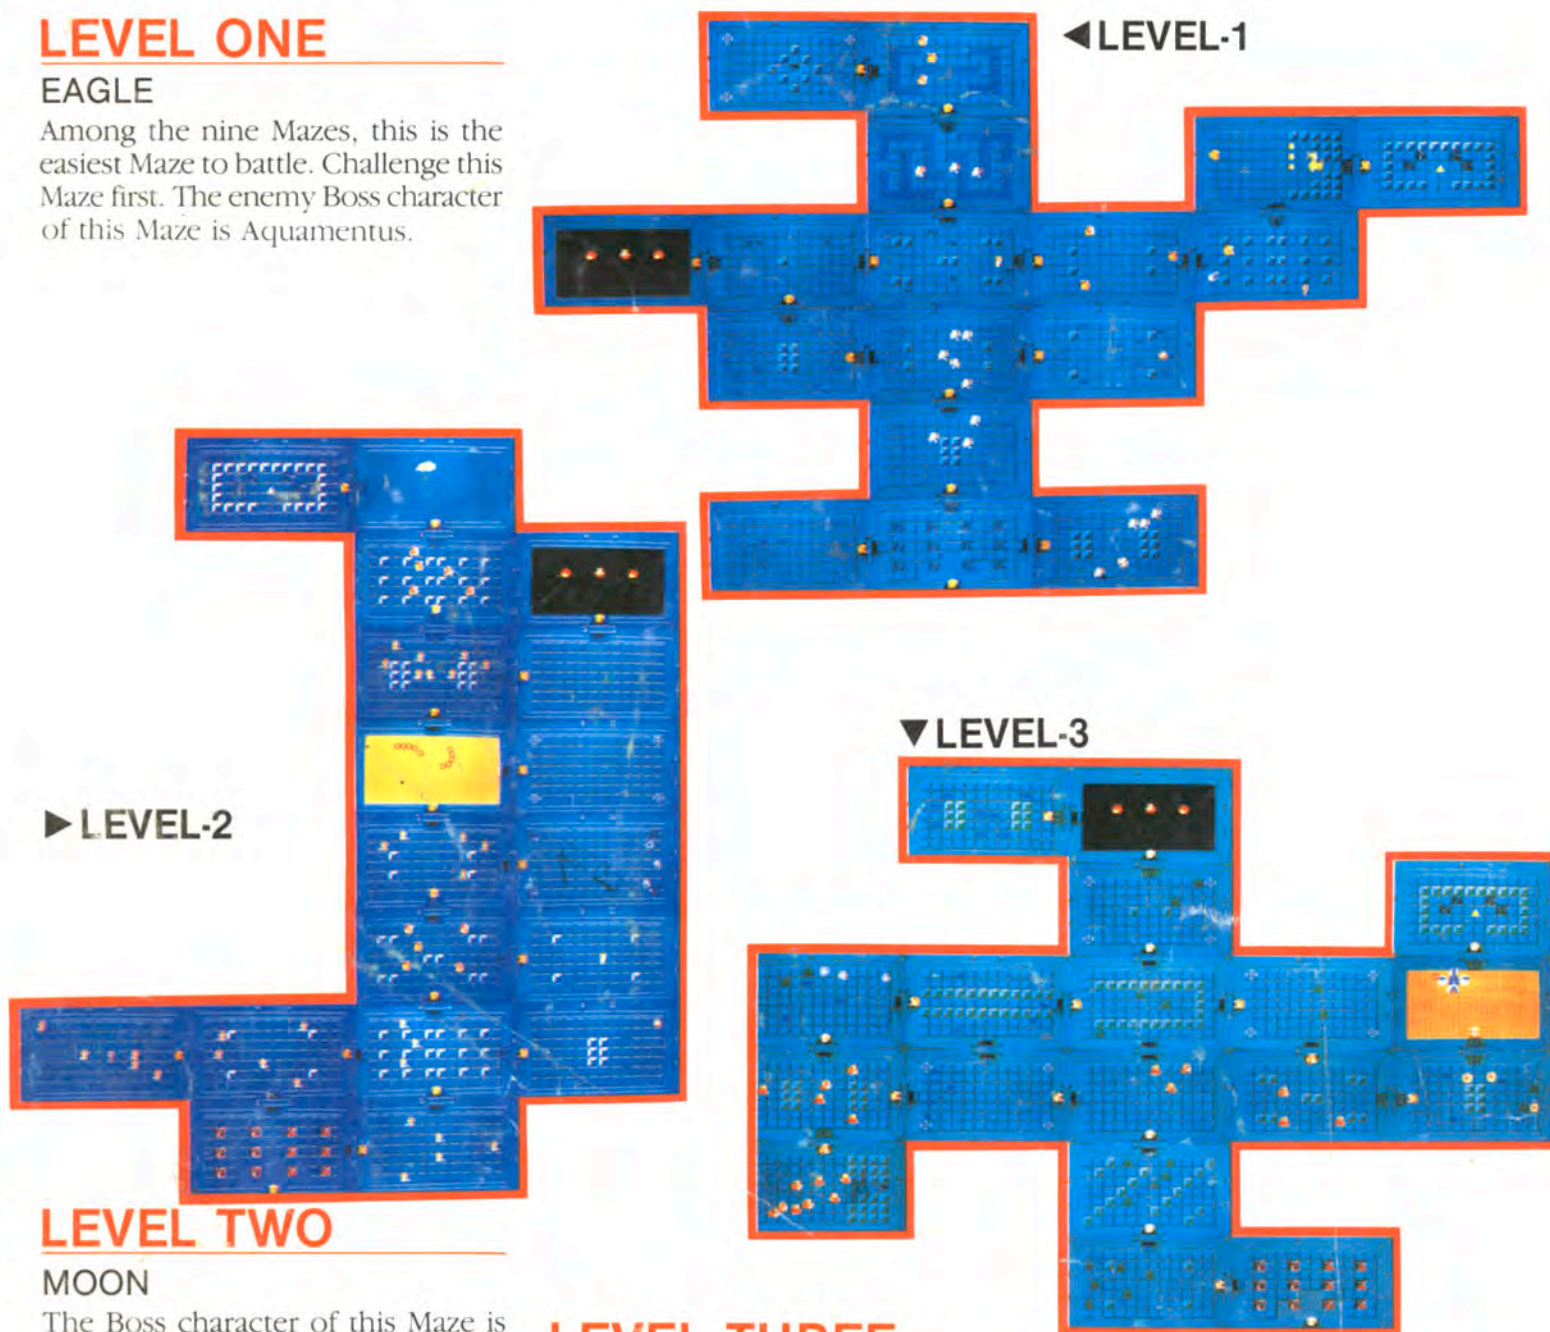 LEVEL ONE
EAGLE
Among the nine Mazes, this is the
easiest Maze to battle. Challenge this
Maze first. The enemy Boss character
of this Maze is Aquamentus.
◀LEVEL-1
▶LEVEL-2
▼LEVEL-3
LEVEL TWO
MOON
The Boss character of this Maze is
LEVEL THREE